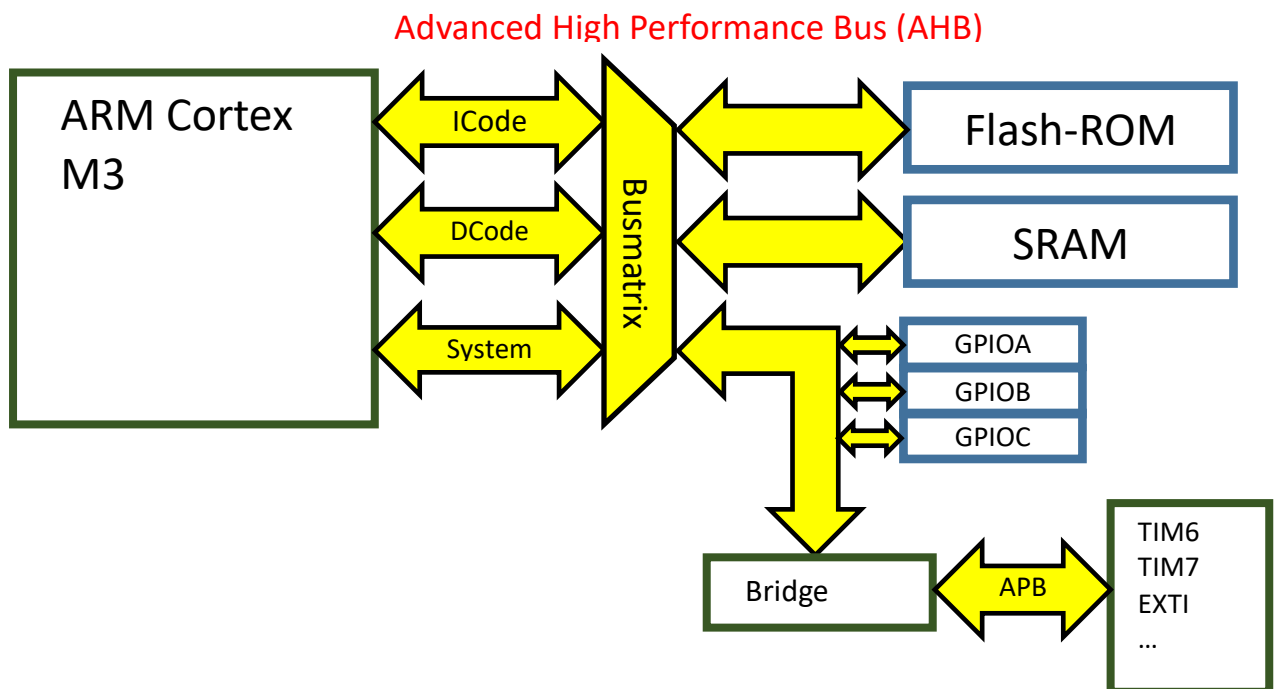 Advanced High Performance Bus (AHB)
ARM Cortex
M3
ICode
DCode
System
Busmatrix
Flash-ROM
SRAM
GPIOA
GPIOB
GPIOC
Bridge
APB
TIM6
TIM7
EXTI
...